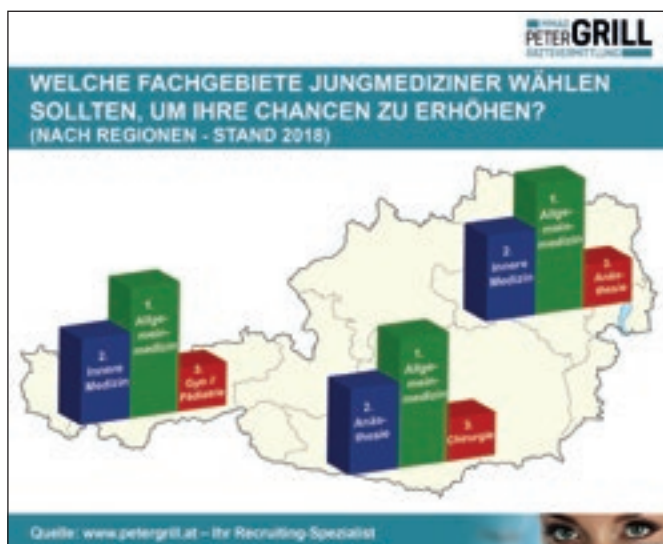 MMAG
PETER GRILL
ÄRZTEVERMITTLUNG
WELCHE FACHGEBIETE JUNGMEDIZINER WÄHLEN
SOLLTEN, UM IHRE CHANCEN ZU ERHÖHEN?
(NACH REGIONEN - STAND 2018)
2.
Innere
Medizin
1.
Allge-
mein-
medizin
3.
Gyn /
Pädiatrie
2.
Anäs-
thesie
1.
Allge-
mein-
medizin
3.
Chirurgie
2.
Innere
Medizin
1.
Allge-
mein-
medizin
3.
Anäs-
thesie
Quelle: www.petergrill.at – Ihr Recruiting-Spezialist